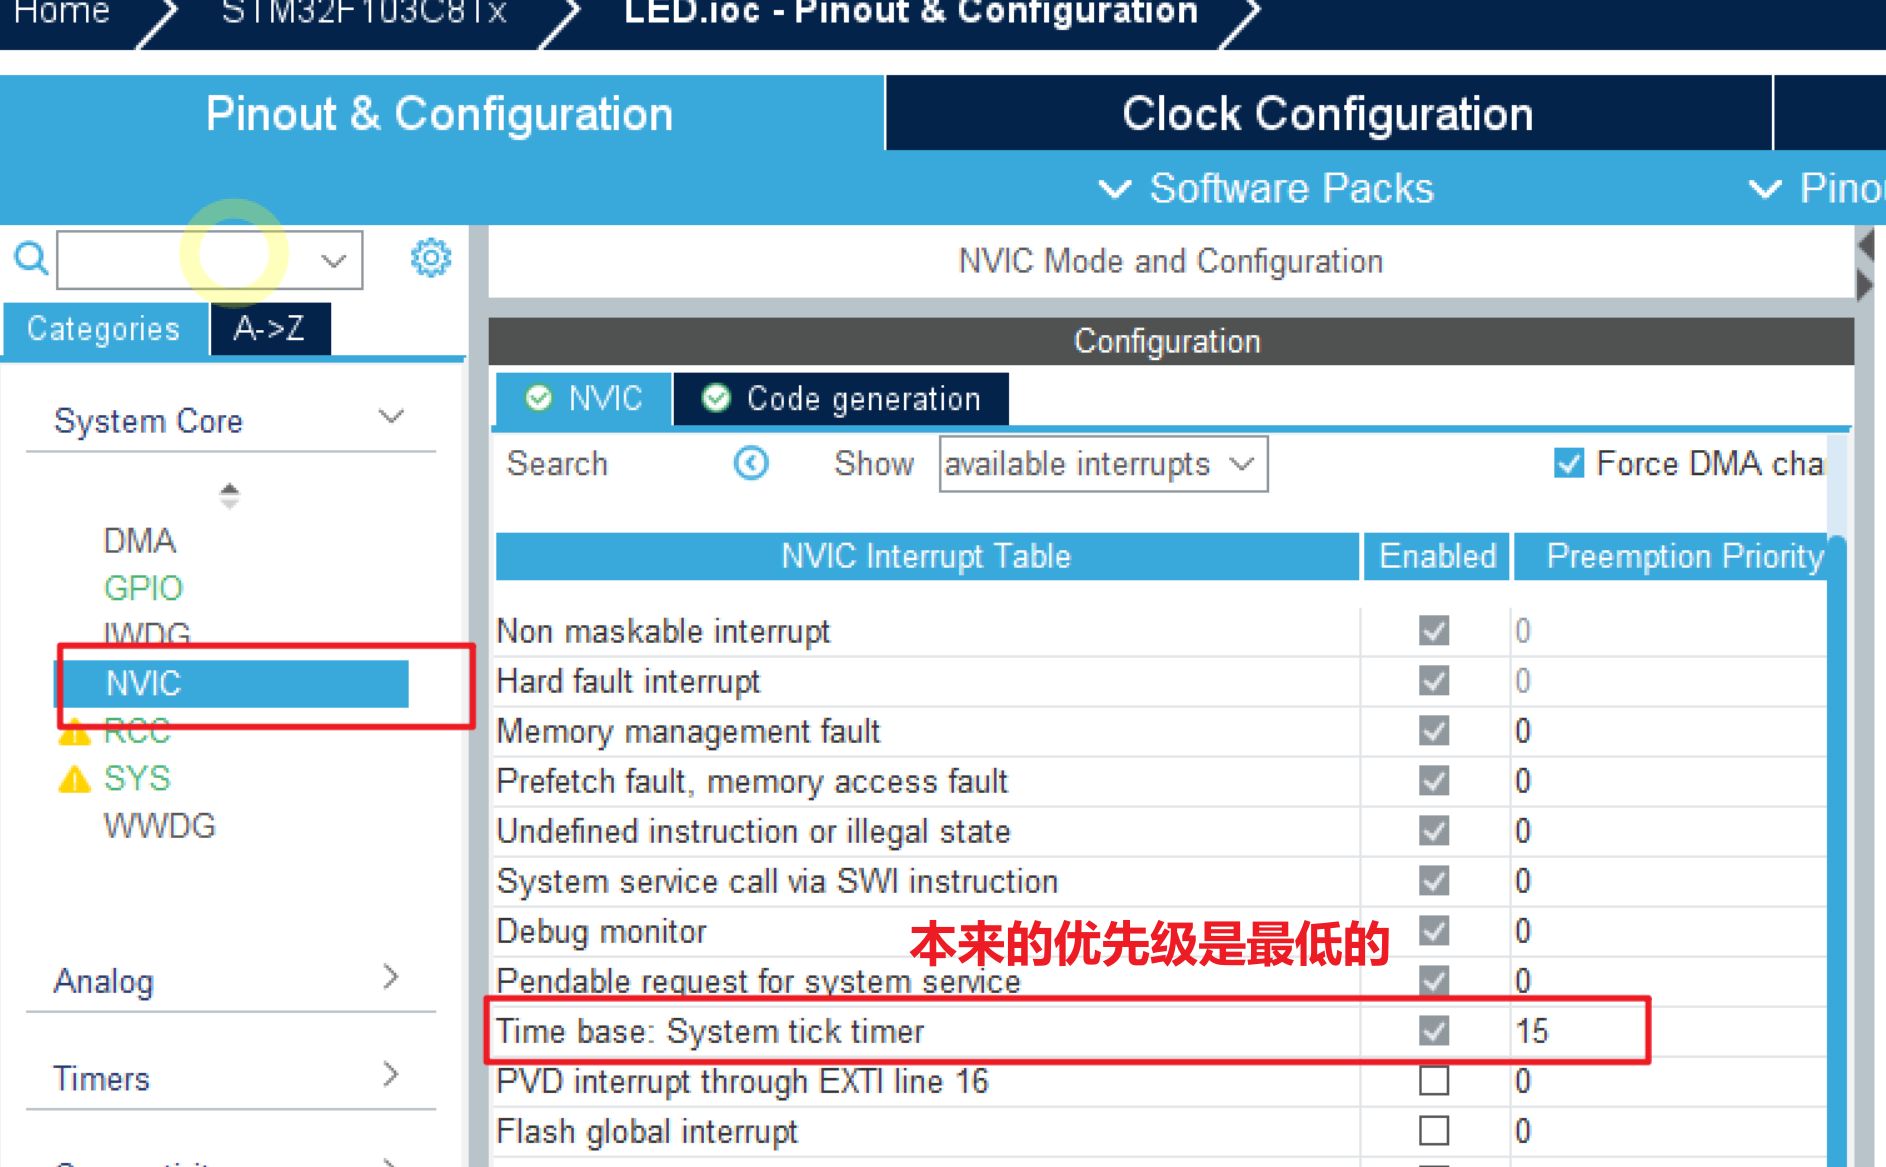 Home STM32F103C8Tx LED.ioc - Pinout & Configuration
Pinout & Configuration Clock Configuration
Software Packs
NVIC Mode and Configuration
Categories A->Z
Configuration
NVIC Code generation
System Core
Search Show available interrupts Force DMA
DMA
NVIC Interrupt Table Enabled Preemption Priority
GPIO
Non maskable interrupt 0
IWDG
NVIC
Hard fault interrupt 0
RCC
Memory management fault 0
SYS
Prefetch fault, memory access fault 0
WWDG
Undefined instruction or illegal state 0
System service call via SWI instruction 0
Debug monitor 0
本来的优先级是最低的
Analog
Pendable request for system service 0
Time base: System tick timer 15
Timers
PVD interrupt through EXTI line 16 0
Flash global interrupt 0